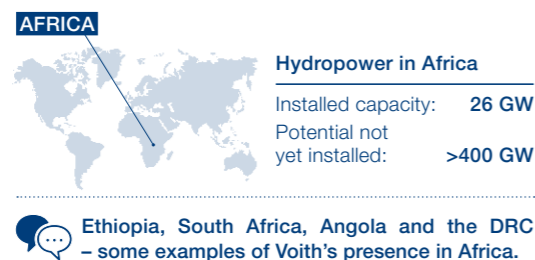 AFRICA
Hydropower in Africa
Installed capacity: 26 GW
Potential not
yet installed: >400 GW
Ethiopia, South Africa, Angola and the DRC
– some examples of Voith’s presence in Africa.